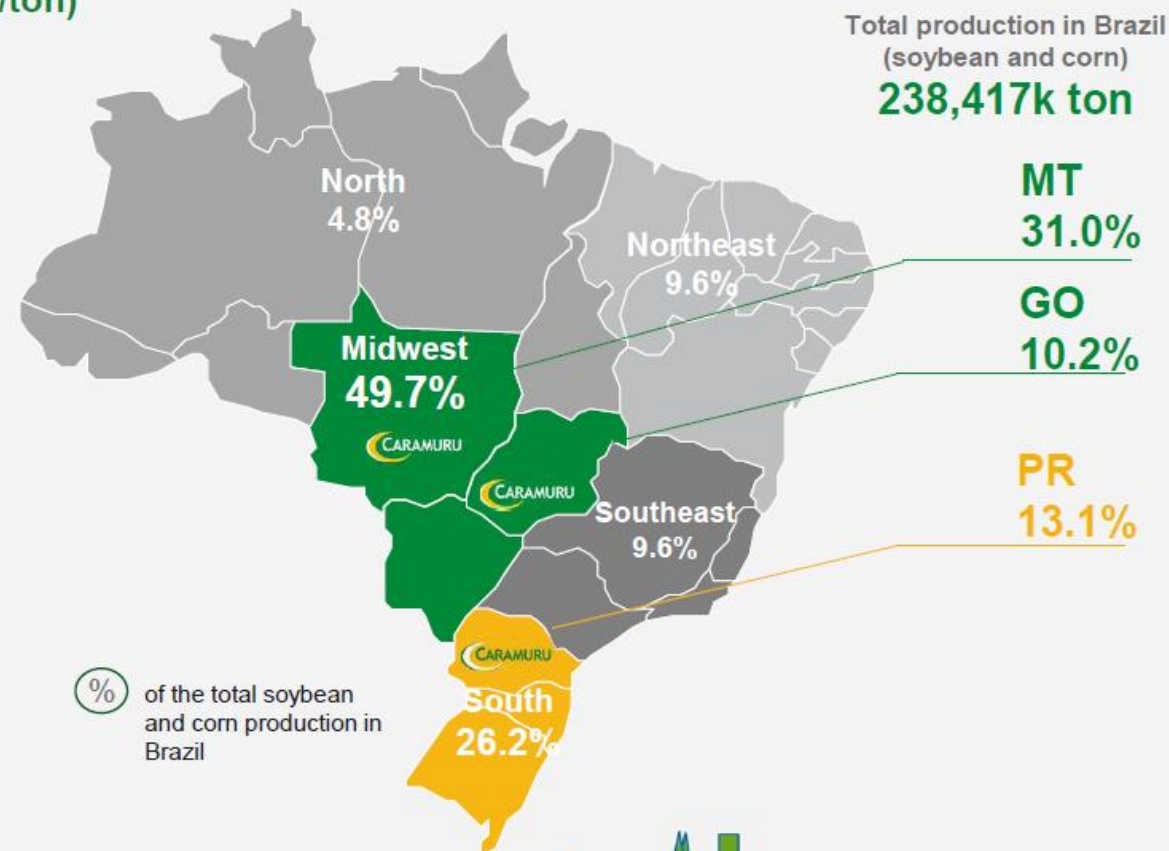 /ton)
Total production in Brazil
(soybean and corn)
238,417k ton
MT
31.0%
North
4.8%
Northeast
9.6%
GO
10.2%
Midwest
49.7%
CARAMURU
CARAMURU
PR
13.1%
Southeast
9.6%
CARAMURU
South
26.2%
% of the total soybean
and corn production in
Brazil